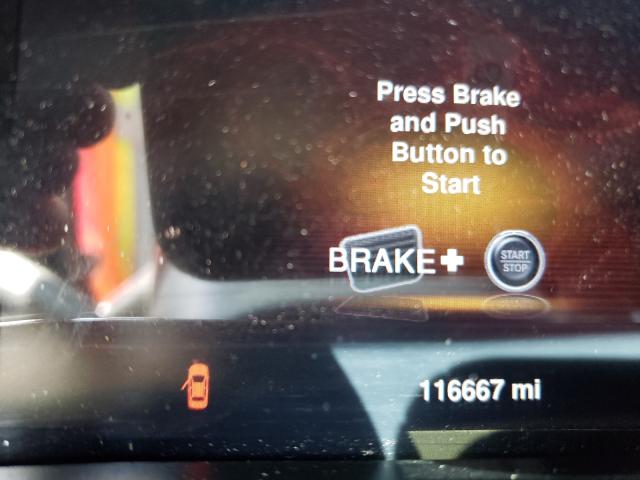 Press Brake
and Push
Button to
Start
BRAKE+
START
STOP
116667 mi